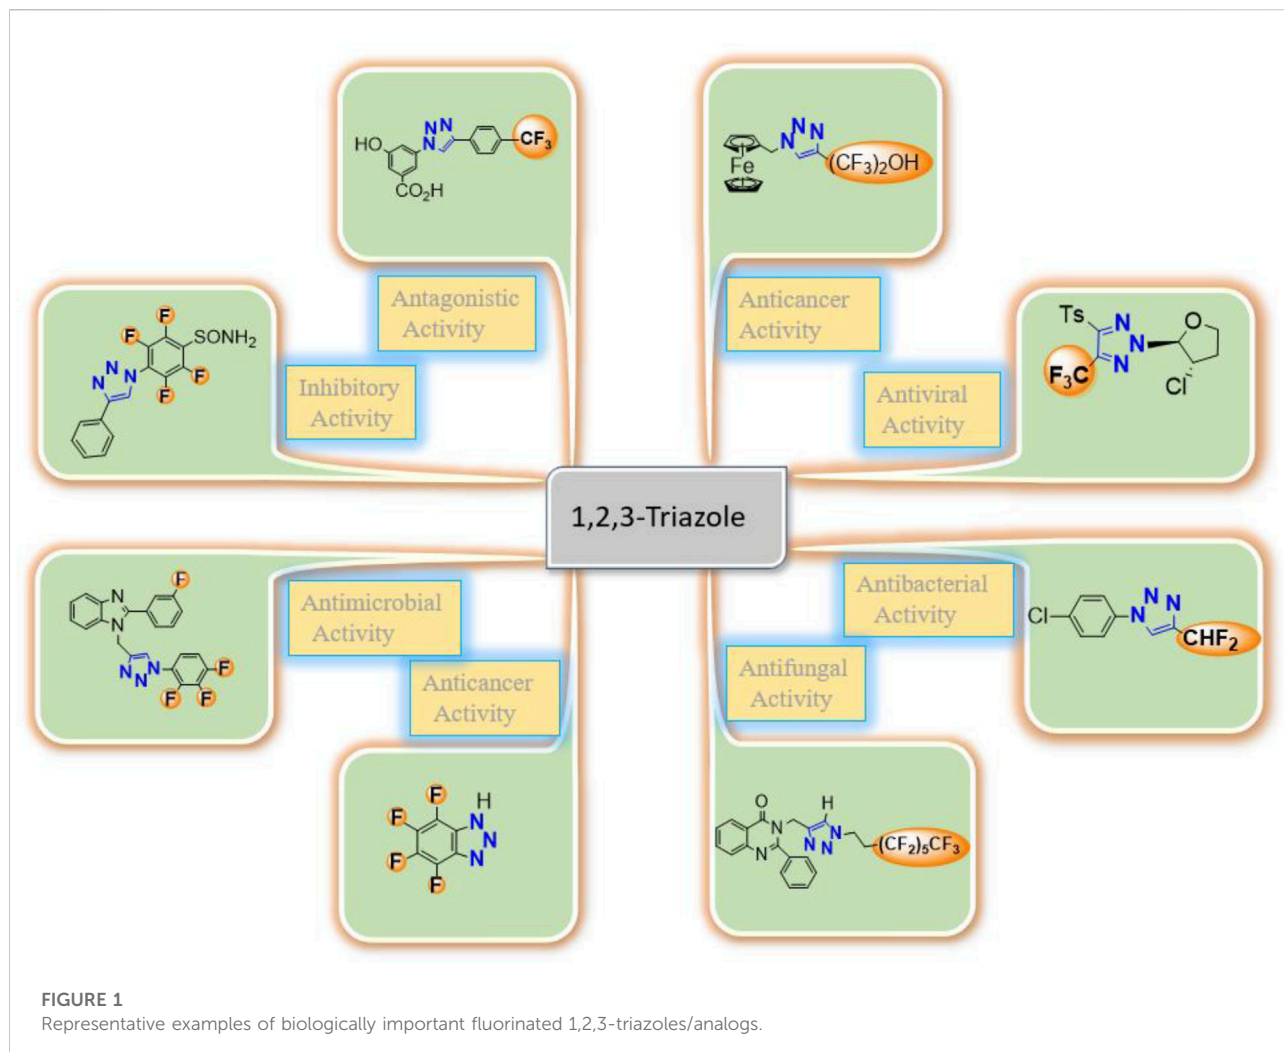 HO
N
N
N
CF3
CO2H
Antagonistic
Activity
Fe
N
N
N
(CF3)2OH
Anticancer
Activity
F
F
SONH2
F
F
N
N
N
Inhibitory
Activity
Ts
N
N
N
O
F3C
Cl
Antiviral
Activity
1,2,3-Triazole
F
N
N
N
N
N
F
F
F
Antimicrobial
Activity
Antibacterial
Activity
Cl
N
N
N
CHF2
Anticancer
Activity
F
F
F
F
H
N
N
N
Antifungal
Activity
O
N
N
H
N
N
N
(CF2)5CF3
FIGURE 1
Representative examples of biologically important fluorinated 1,2,3-triazoles/analogs.